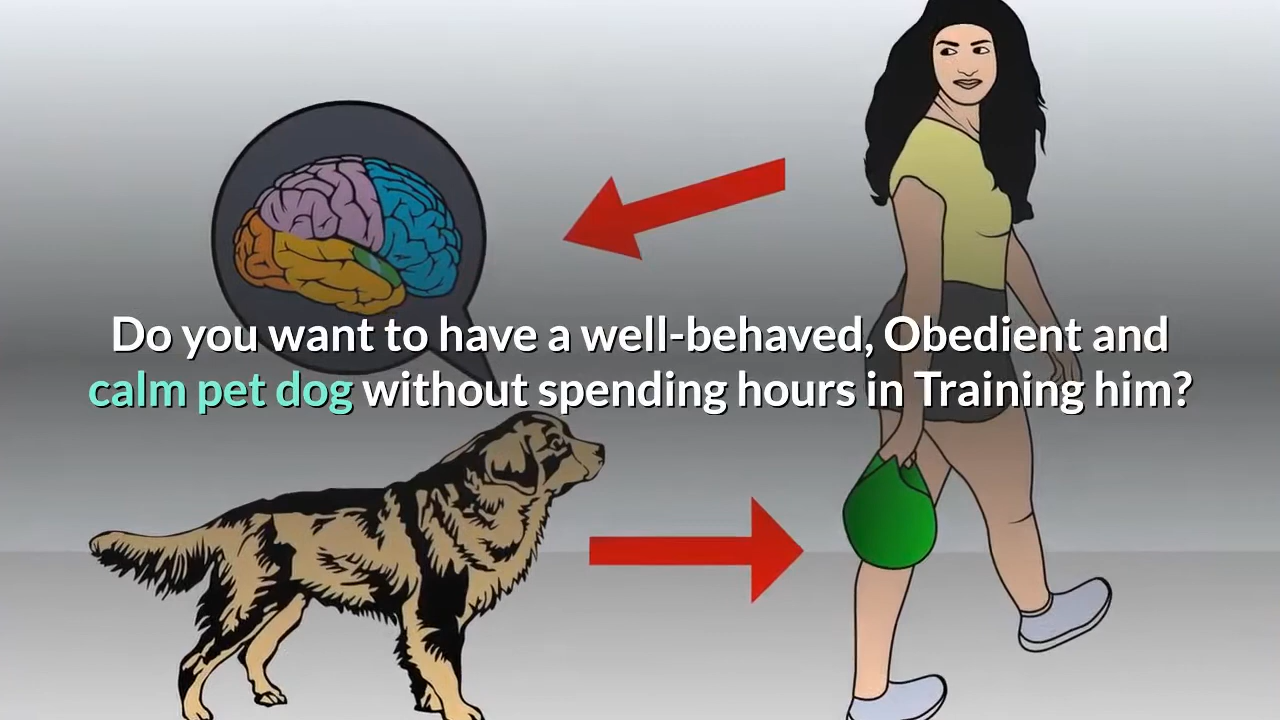 Do you want to have a well-behaved, Obedient and
calm pet dog without spending hours in Training him?